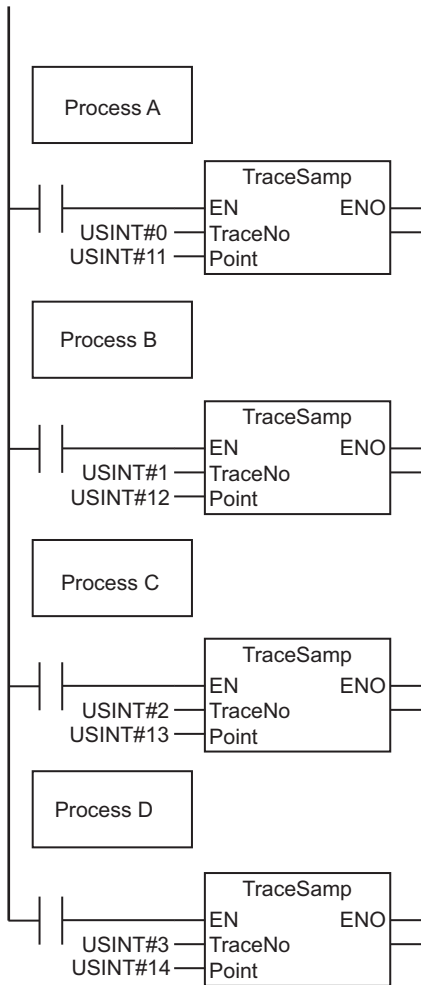 Process A
TraceSamp
EN ENO
USINT#0 TraceNo
USINT#11 Point
Process B
TraceSamp
EN ENO
USINT#1 TraceNo
USINT#12 Point
Process C
TraceSamp
EN ENO
USINT#2 TraceNo
USINT#13 Point
Process D
TraceSamp
EN ENO
USINT#3 TraceNo
USINT#14 Point